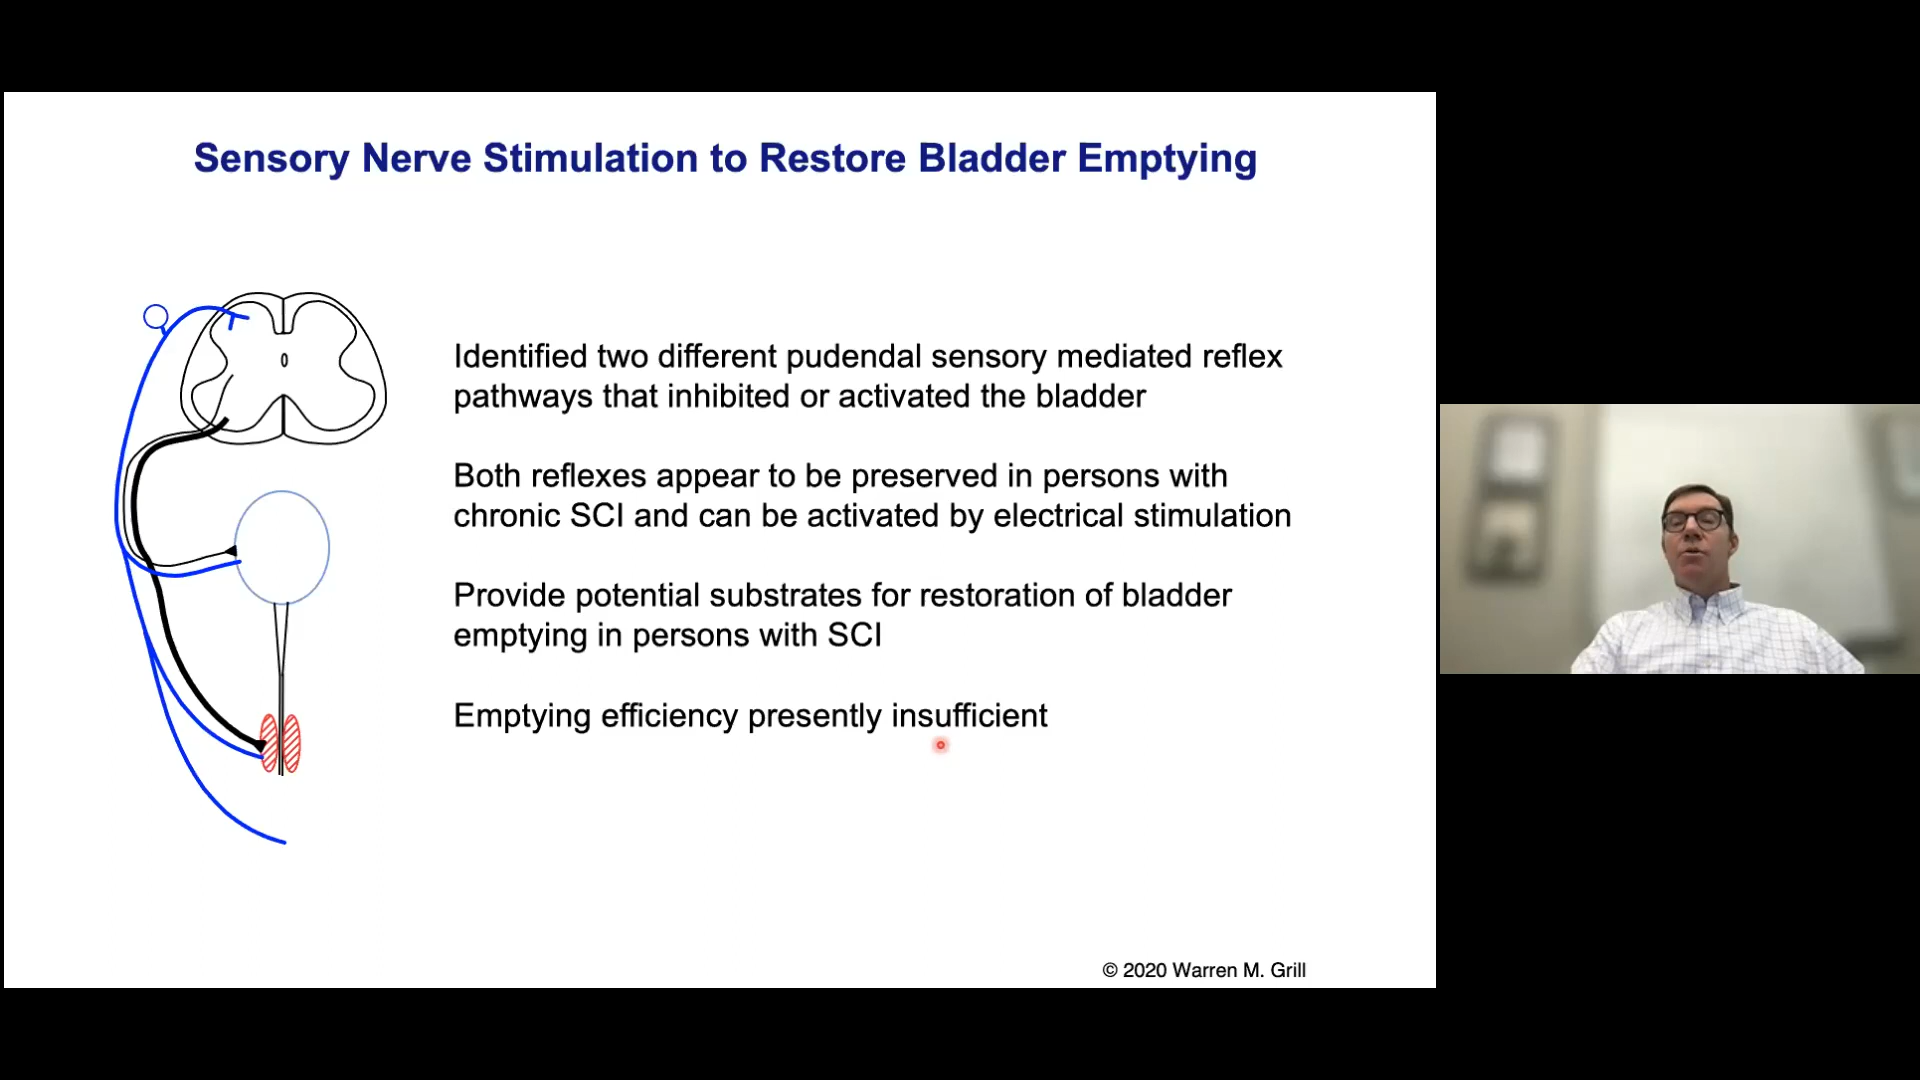 Sensory Nerve Stimulation to Restore Bladder Emptying
Identified two different pudendal sensory mediated reflex
pathways that inhibited or activated the bladder
Both reflexes appear to be preserved in persons with
chronic SCI and can be activated by electrical stimulation
Provide potential substrates for restoration of bladder
emptying in persons with SCI
Emptying efficiency presently insufficient
© 2020 Warren M. Grill